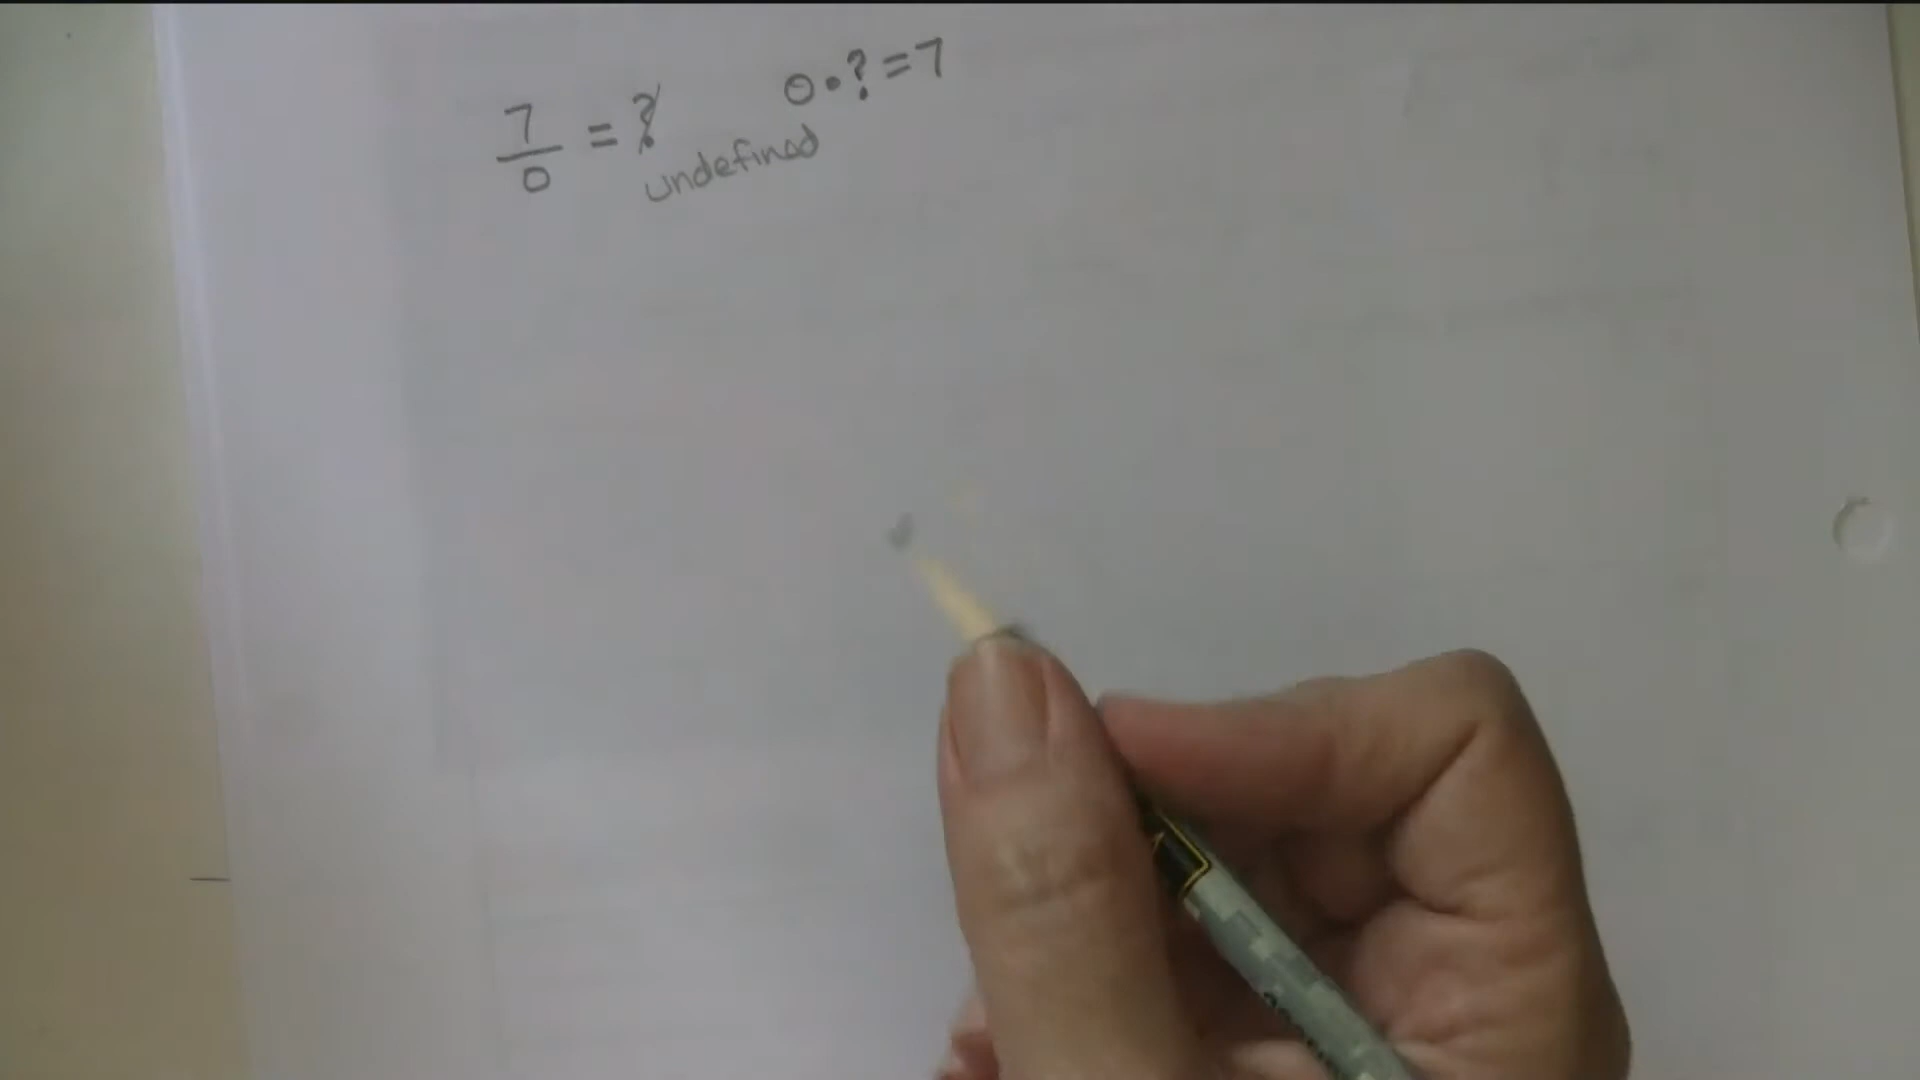 7/0 = ? 0 · ? = 7
undefined